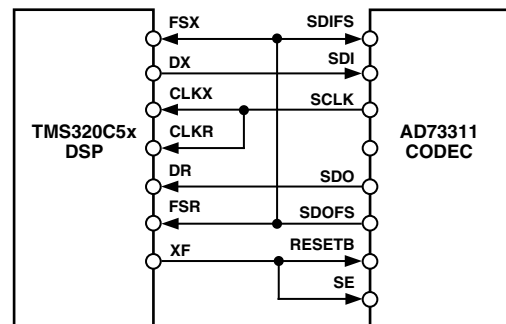 FSX SDIFS
DX SDI
CLKX SCLK
TMS320C5x
DSP
CLKR
AD73311
CODEC
DR SDO
FSR SDOFS
XF RESETB
SE